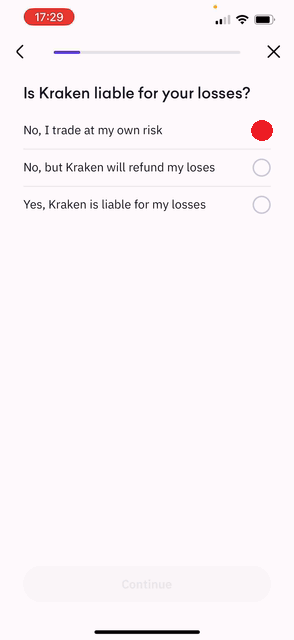 17:29
Is Kraken liable for your losses?
No, I trade at my own risk
No, but Kraken will refund my loses
Yes, Kraken is liable for my losses
Continue